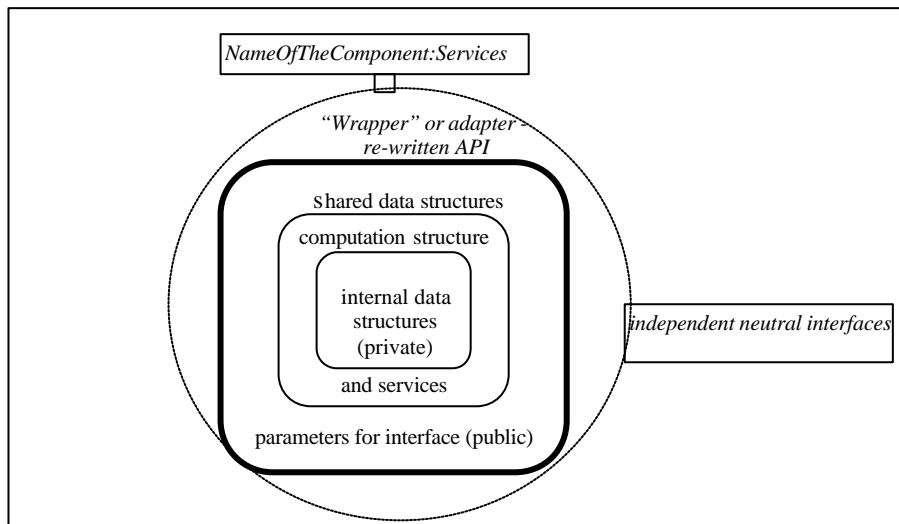 NameOfTheComponent:Services
“Wrapper” or adapter -
re-written API
shared data structures
computation structure
internal data
structures
(private)
and services
parameters for interface (public)
independent neutral interfaces